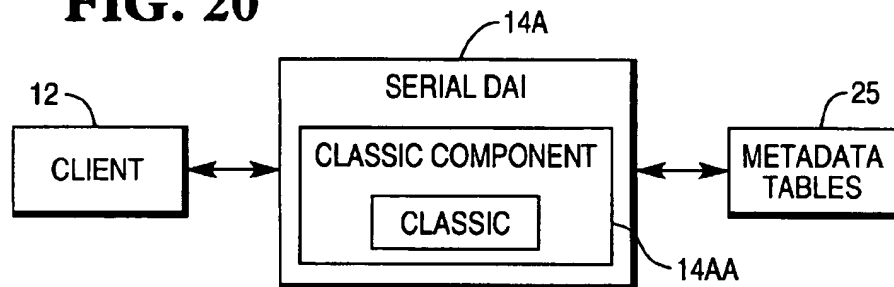 FIG. 20
14A
12
SERIAL DAI
25
CLIENT
CLASSIC COMPONENT
METADATA
TABLES
CLASSIC
14AA